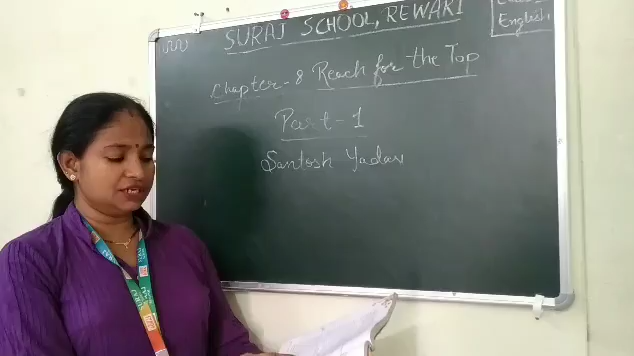 SURAJ SCHOOL, REWARI
English,
Chapter-8 Reach for the Top
Part-1
Santosh Yadav